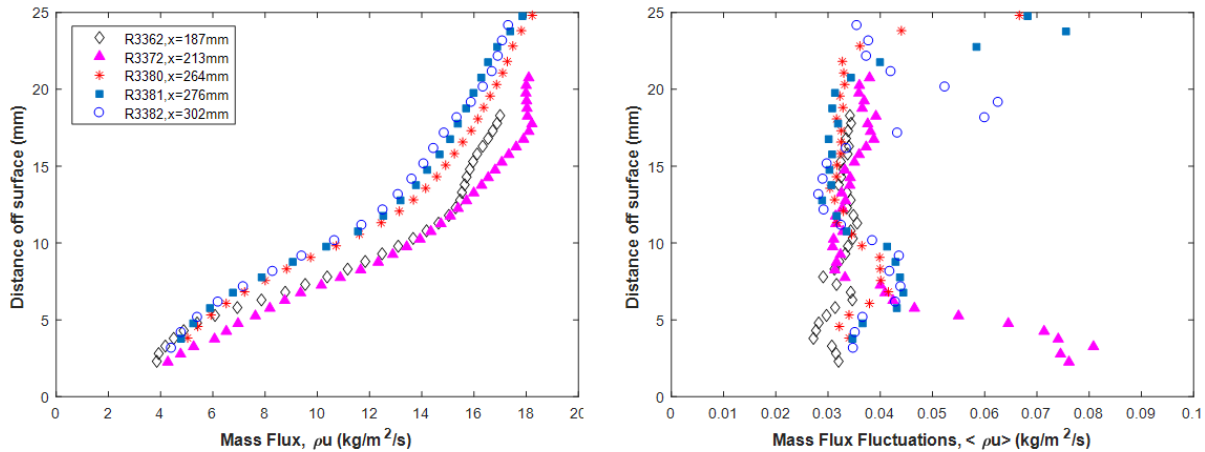 25
20
15
10
5
0
Distance off surface (mm)
R3362,x=187mm
R3372,x=213mm
R3380,x=264mm
R3381,x=276mm
R3382,x=302mm
0 2 4 6 8 10 12 14 16 18 20
Mass Flux, ρu (kg/m²/s)
25
20
15
10
5
0
Distance off surface (mm)
0 0.01 0.02 0.03 0.04 0.05 0.06 0.07 0.08 0.09 0.1
Mass Flux Fluctuations, < ρu> (kg/m²/s)